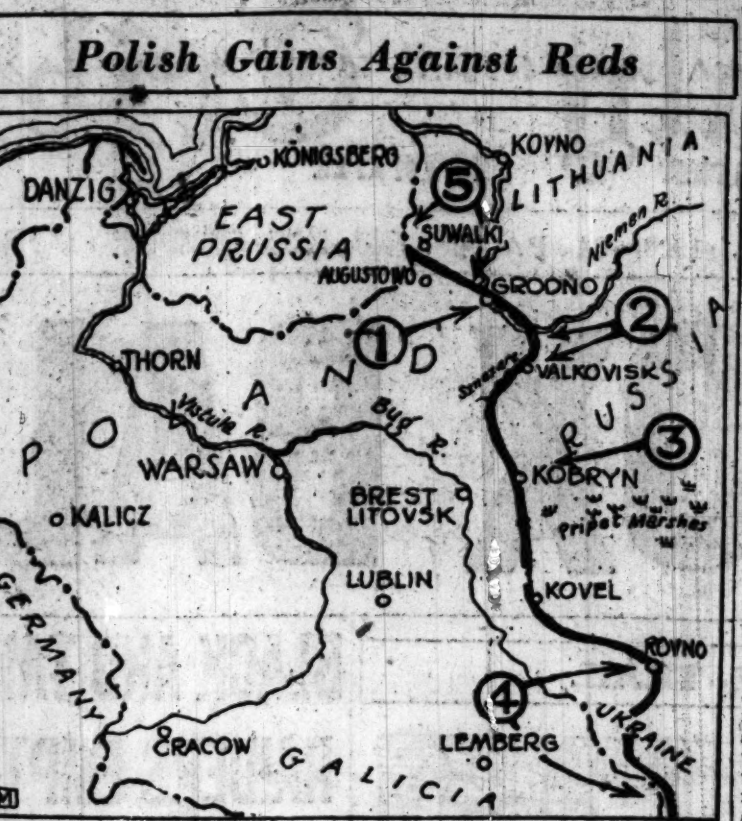 Polish Gains Against Reds
KÖNIGSBERG
KOVNO
LITHUANIA
DANZIG
5
EAST
PRUSSIA
SUWALKI
Niemen R.
AUGUSTOWO
GRODNO
1
2
THORN
VALKOVISKS
POLAND
RUSSIA
Vistula R.
Bug R.
3
WARSAW
KOBRYN
BREST
LITOVSK
KALICZ
Pripet Marshes
LUBLIN
KOVEL
GERMANY
ROVNO
4
UKRAINE
CRACOW
LEMBERG
GALICIA